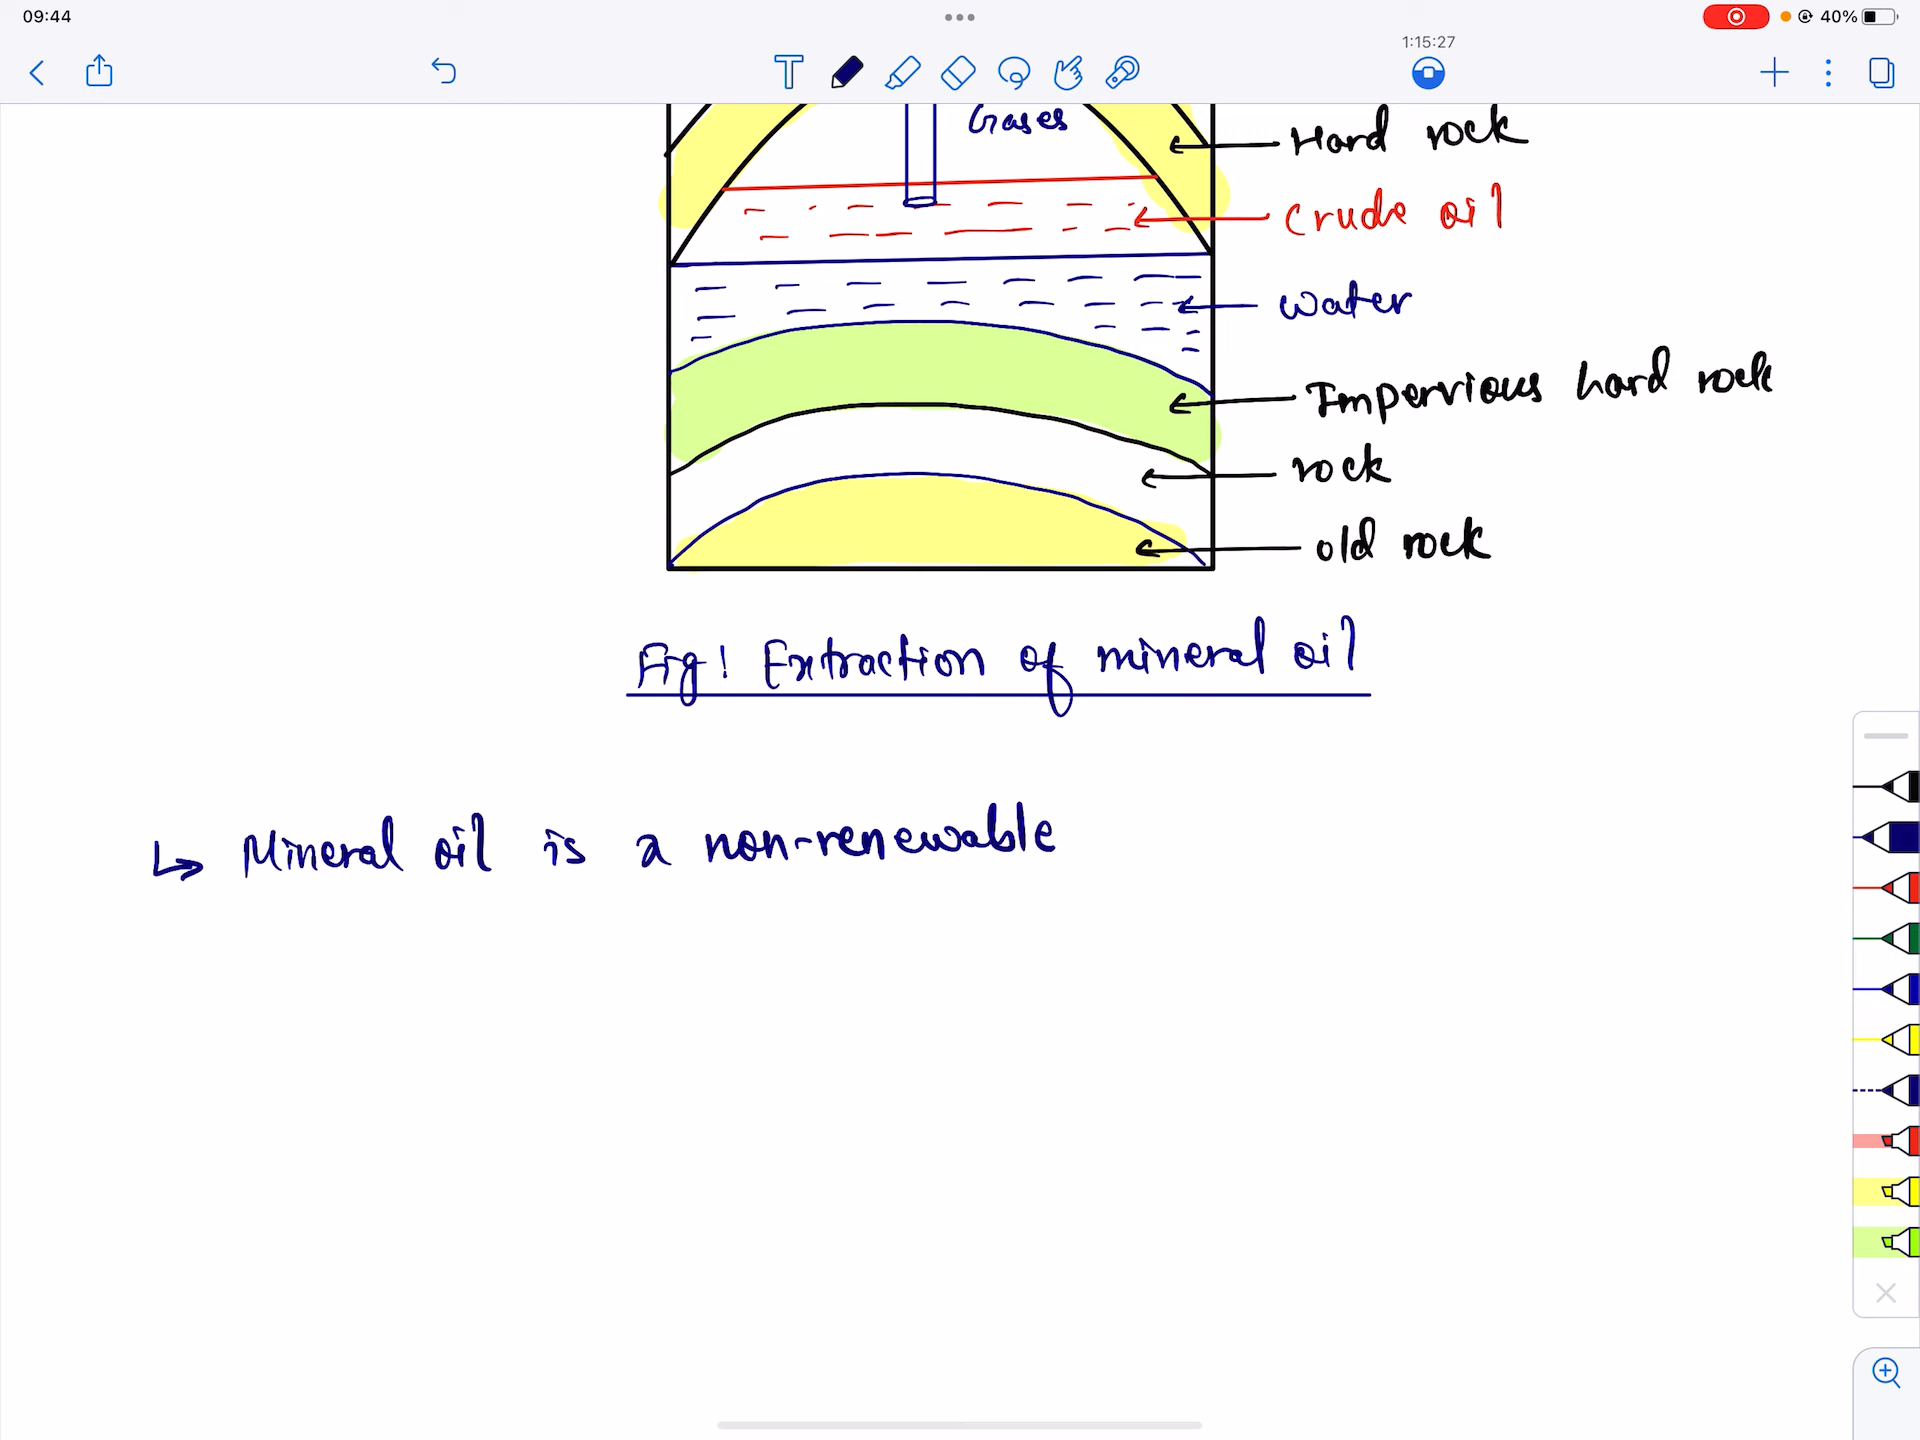 09:44
40%
1:15:27
Gases
Hard rock
Crude oil
water
Impervious hard rock
rock
old rock
Fig! Extraction of mineral oil
↳ Mineral oil is a non-renewable